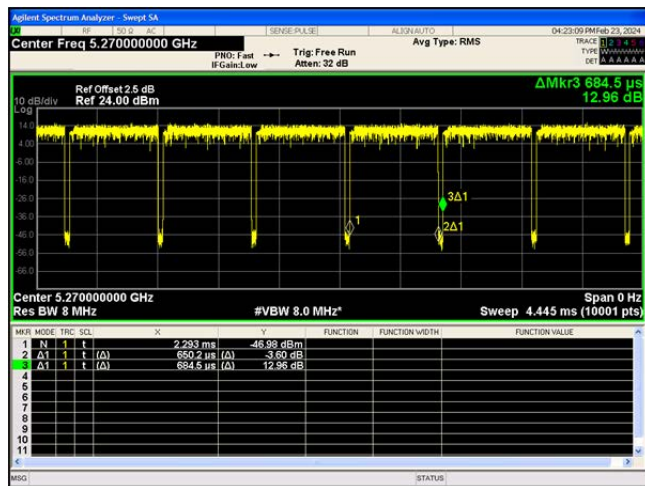 Agilent Spectrum Analyzer - Swept SA
RF 50 Ω AC SENSE:PULSE ALIGN AUTO 04:23:09 PM Feb 23, 2024
Center Freq 5.270000000 GHz Avg Type: RMS TRACE 1 2 3 4 5 6
PNO: Fast Trig: Free Run TYPE
IFGain:Low Atten: 32 dB DET A A A A A A
ΔMkr3 684.5 µs
12.96 dB
Ref Offset 2.5 dB
10 dB/div Ref 24.00 dBm
Log
14.0
4.00
-6.00
-16.0
-26.0
-36.0
-46.0
-56.0
-66.0
3Δ1
1
2Δ1
Center 5.270000000 GHz Span 0 Hz
Res BW 8 MHz #VBW 8.0 MHz* Sweep 4.445 ms (10001 pts)
MKR MODE TRC SCL X Y FUNCTION FUNCTION WIDTH FUNCTION VALUE
1 N 1 t 2.293 ms -46.98 dBm
2 Δ1 1 t (Δ) 650.2 µs (Δ) -3.60 dB
3 Δ1 1 t (Δ) 684.5 µs (Δ) 12.96 dB
4
5
6
7
8
9
10
11
MSG STATUS